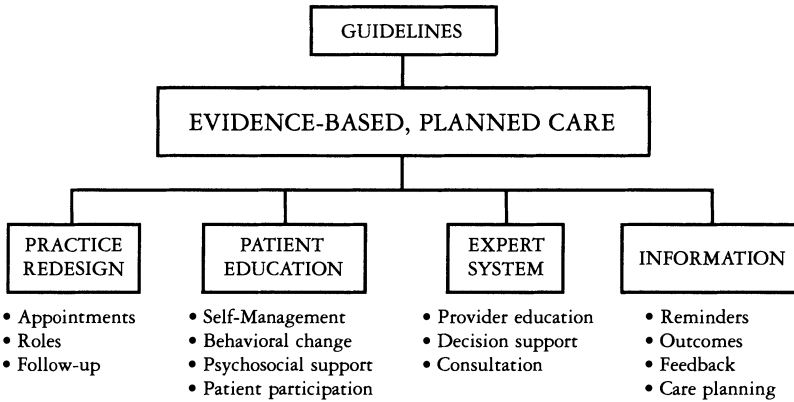 GUIDELINES
EVIDENCE-BASED, PLANNED CARE
PRACTICE
REDESIGN
PATIENT
EDUCATION
EXPERT
SYSTEM
INFORMATION
• Appointments
• Roles
• Follow-up
• Self-Management
• Behavioral change
• Psychosocial support
• Patient participation
• Provider education
• Decision support
• Consultation
• Reminders
• Outcomes
• Feedback
• Care planning